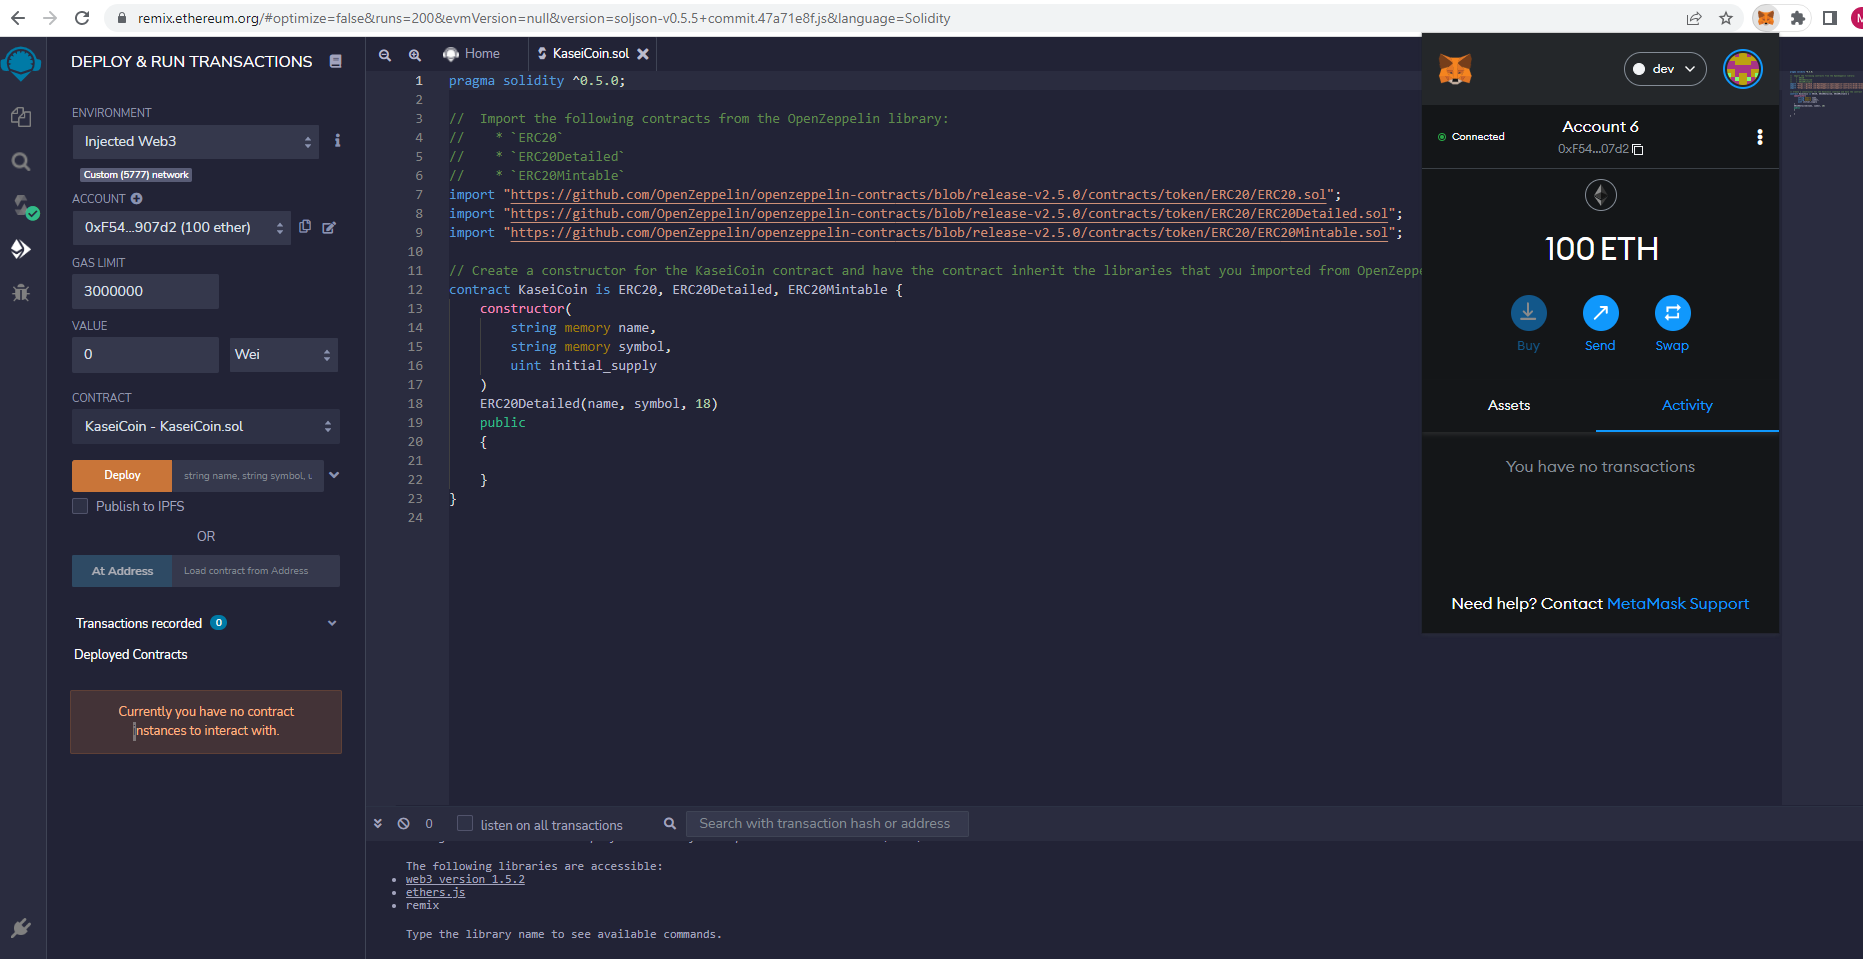 remix.ethereum.org/#optimize=false&runs=200&evmVersion=null&version=soljson-v0.5.5+commit.47a71e8f.js&language=Solidity
DEPLOY & RUN TRANSACTIONS
ENVIRONMENT
Injected Web3
Custom (5777) network
ACCOUNT
0xF54...907d2 (100 ether)
GAS LIMIT
3000000
VALUE
0
Wei
CONTRACT
KaseiCoin - KaseiCoin.sol
Deploy
string name, string symbol, u
Publish to IPFS
OR
At Address
Load contract from Address
Transactions recorded 0
Deployed Contracts
Currently you have no contract
instances to interact with.
Home
KaseiCoin.sol
1 pragma solidity ^0.5.0;
2
3 //  Import the following contracts from the OpenZeppelin library:
4 //    * `ERC20`
5 //    * `ERC20Detailed`
6 //    * `ERC20Mintable`
7 import "https://github.com/OpenZeppelin/openzeppelin-contracts/blob/release-v2.5.0/contracts/token/ERC20/ERC20.sol";
8 import "https://github.com/OpenZeppelin/openzeppelin-contracts/blob/release-v2.5.0/contracts/token/ERC20/ERC20Detailed.sol";
9 import "https://github.com/OpenZeppelin/openzeppelin-contracts/blob/release-v2.5.0/contracts/token/ERC20/ERC20Mintable.sol";
10
11 // Create a constructor for the KaseiCoin contract and have the contract inherit the libraries that you imported from OpenZeppe
12 contract KaseiCoin is ERC20, ERC20Detailed, ERC20Mintable {
13     constructor(
14         string memory name,
15         string memory symbol,
16         uint initial_supply
17     )
18     ERC20Detailed(name, symbol, 18)
19     public
20     {
21
22     }
23 }
24
0
listen on all transactions
Search with transaction hash or address
The following libraries are accessible:
• web3 version 1.5.2
• ethers.js
• remix
Type the library name to see available commands.
dev
Connected
Account 6
0xF54...07d2
100 ETH
Buy
Send
Swap
Assets
Activity
You have no transactions
Need help? Contact MetaMask Support